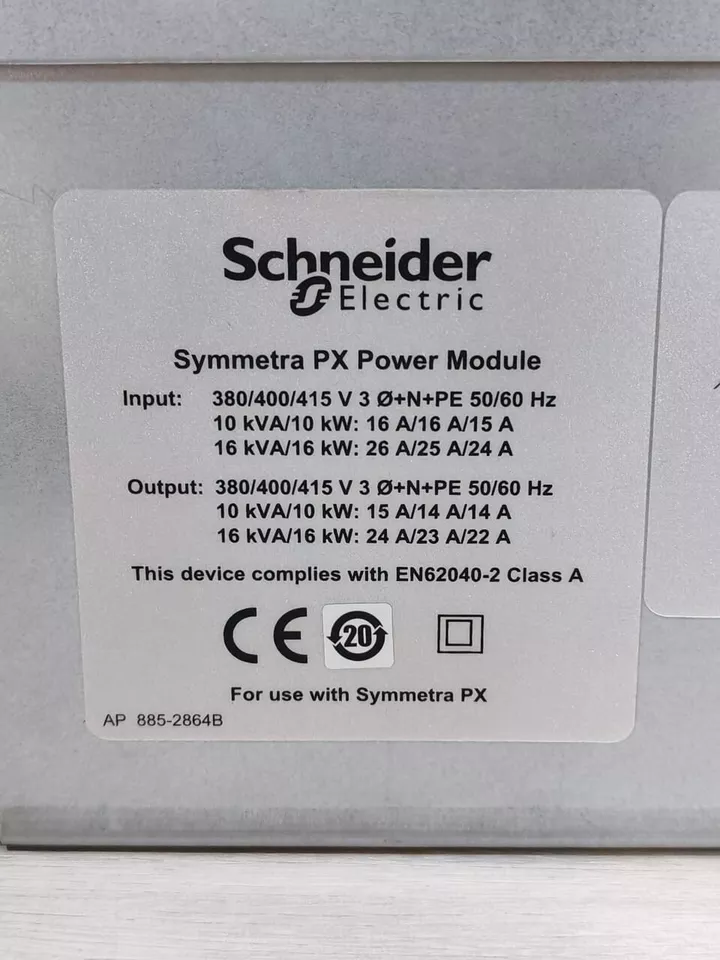 Schneider
Electric
Symmetra PX Power Module
Input: 380/400/415 V 3 Ø+N+PE 50/60 Hz
10 kVA/10 kW: 16 A/16 A/15 A
16 kVA/16 kW: 26 A/25 A/24 A
Output: 380/400/415 V 3 Ø+N+PE 50/60 Hz
10 kVA/10 kW: 15 A/14 A/14 A
16 kVA/16 kW: 24 A/23 A/22 A
This device complies with EN62040-2 Class A
CE 20
For use with Symmetra PX
AP 885-2864B